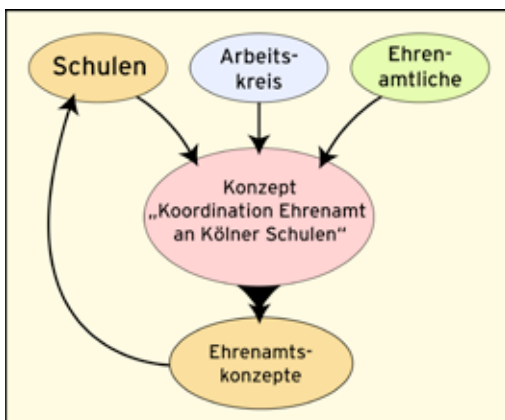 Schulen
Arbeits-
kreis
Ehren-
amtliche
Konzept
„Koordination Ehrenamt
an Kölner Schulen“
Ehrenamts-
konzepte